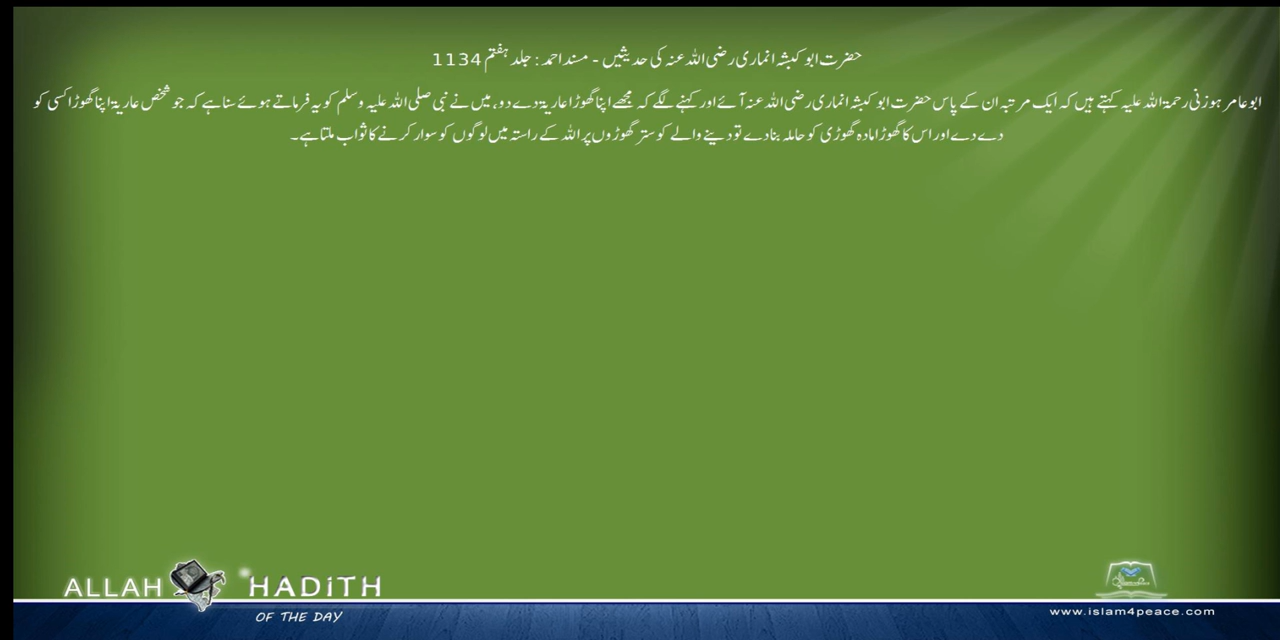 حضرت ابو کبشہ انماری رضی اللہ عنہ کی حدیثیں - مسند احمد : جلد ہفتم 1134
ابو عامر ہوزنی رحمۃ اللہ علیہ کہتے ہیں کہ ایک مرتبہ ان کے پاس حضرت ابو کبشہ انماری رضی اللہ عنہ آئے اور کہنے لگے کہ مجھے اپنا گھوڑا عاریۃ دے دو، میں نے نبی صلی اللہ علیہ وسلم کو یہ فرماتے ہوئے سنا ہے کہ جو شخص عاریۃ اپنا گھوڑا کسی کو
دے دے اور اس کا گھوڑا مادہ گھوڑی کو حاملہ بنا دے تو دینے والے کو ستر گھوڑوں پر اللہ کے راستہ میں لوگوں کو سوار کرنے کا ثواب ملتا ہے۔
ALLAH HADITH
OF THE DAY
www.islam4peace.com